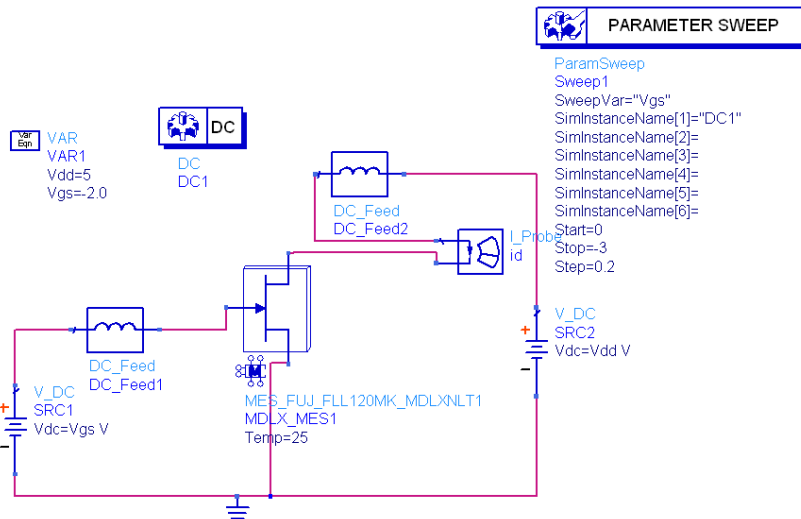 PARAMETER SWEEP
ParamSweep
Sweep1
SweepVar="Vgs"
SimInstanceName[1]="DC1"
SimInstanceName[2]=
SimInstanceName[3]=
SimInstanceName[4]=
SimInstanceName[5]=
SimInstanceName[6]=
Start=0
Stop=-3
Step=0.2
Var
Eqn
VAR
VAR1
Vdd=5
Vgs=-2.0
DC
DC
DC1
DC_Feed
DC_Feed2
I_Probe
id
DC_Feed
DC_Feed1
V_DC
SRC2
Vdc=Vdd V
+
-
V_DC
SRC1
Vdc=Vgs V
+
-
M
MES_FUJ_FLL120MK_MDLXNLT1
MDLX_MES1
Temp=25